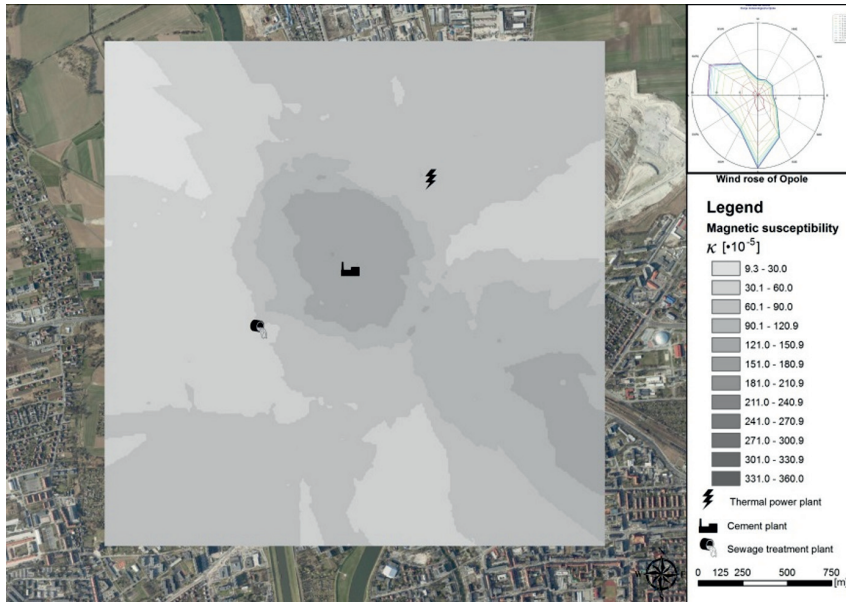 Wind rose of Opole
Legend
Magnetic susceptibility
κ [•10⁻⁵]
9.3 - 30.0
30.1 - 60.0
60.1 - 90.0
90.1 - 120.9
121.0 - 150.9
151.0 - 180.9
181.0 - 210.9
211.0 - 240.9
241.0 - 270.9
271.0 - 300.9
301.0 - 330.9
331.0 - 360.0
Thermal power plant
Cement plant
Sewage treatment plant
0 125 250 500 750
[m]